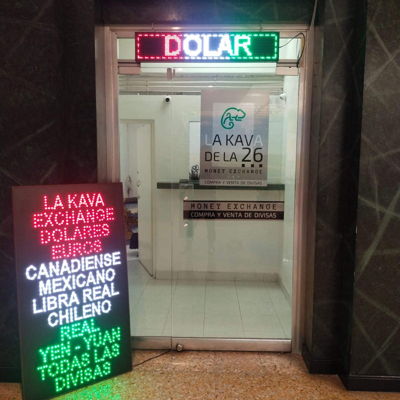 DOLAR
LA KAVA
DE LA 26
MONEY EXCHANGE
COMPRA Y VENTA DE DIVISAS
MONEY EXCHANGE
COMPRA Y VENTA DE DIVISAS
LA KAVA
EXCHANGE
DOLARES
EUROS
CANADIENSE
MEXICANO
LIBRA REAL
CHILENO
REAL
YEN-YUAN
TODAS LAS
DIVISAS